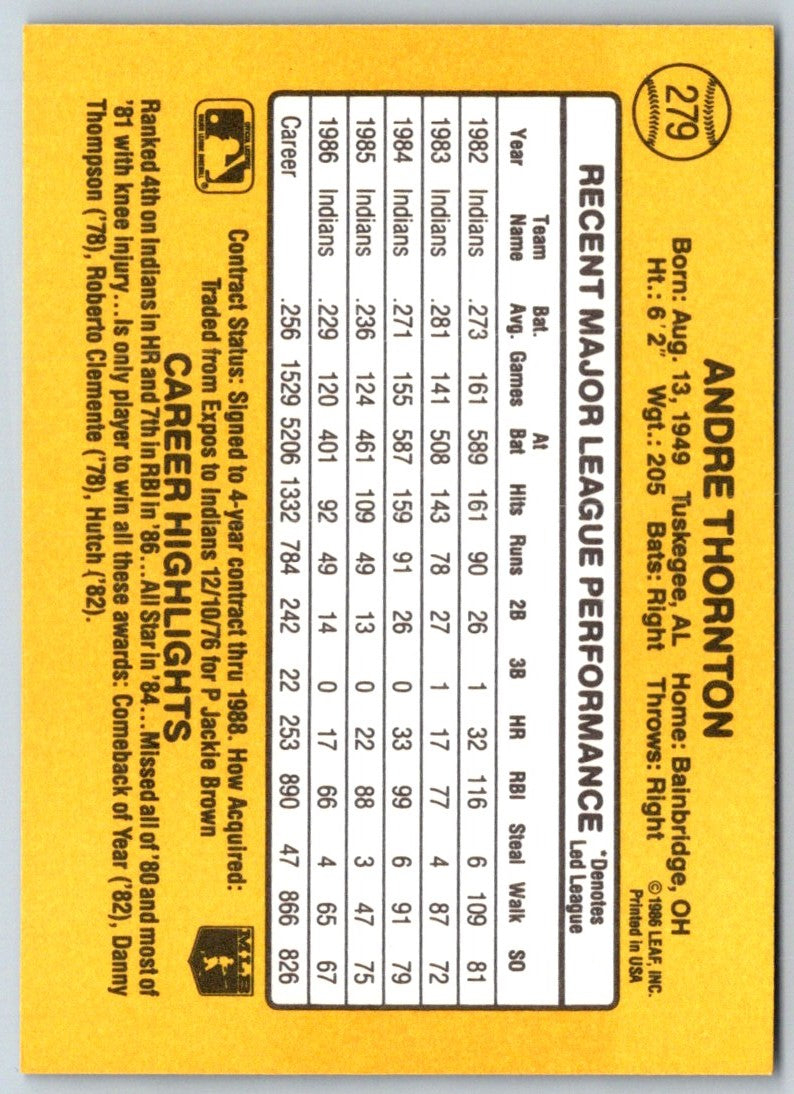 279
ANDRE THORNTON
Born: Aug. 13, 1949 Tuskegee, AL Home: Bainbridge, OH
Ht.: 6'2" Wgt.: 205 Bats: Right Throws: Right
© 1986 LEAF, INC.
Printed in USA
RECENT MAJOR LEAGUE PERFORMANCE *Denotes Led League
Year Team Name Bat. Avg. Games At Bat Hits Runs 2B 3B HR RBI Steal Walk SO
1982 Indians .273 161 589 161 90 26 1 32 116 6 109 81
1983 Indians .281 141 508 143 78 27 1 17 77 4 87 72
1984 Indians .271 155 587 159 91 26 0 33 99 6 91 79
1985 Indians .236 124 461 109 49 13 0 22 88 3 47 75
1986 Indians .229 120 401 92 49 14 0 17 66 4 65 67
Career .256 1529 5206 1332 784 242 22 253 890 47 866 826
Contract Status: Signed to 4-year contract thru 1988. How Acquired:
Traded from Expos to Indians 12/10/76 for P Jackie Brown
MLB
CAREER HIGHLIGHTS
Ranked 4th on Indians in HR and 7th in RBI in '86...All Star in '84...Missed all of '80 and most of
'81 with knee injury...Is only player to win all these awards: Comeback of Year ('82), Danny
Thompson ('78), Roberto Clemente ('78), Hutch ('82).